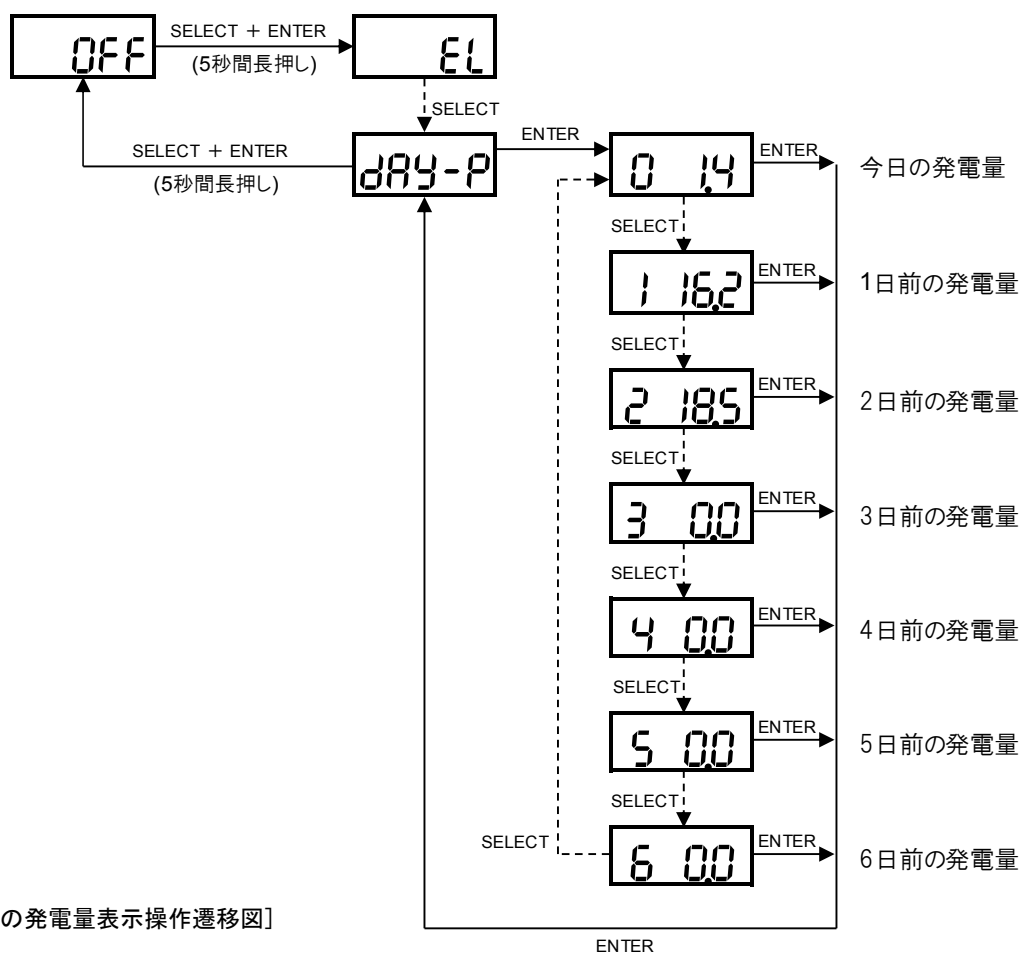 OFF
SELECT + ENTER
(5秒間長押し)
EL
SELECT
SELECT + ENTER
(5秒間長押し)
dAY-P
ENTER
0 1.4
ENTER
今日の発電量
SELECT
1 16.2
ENTER
1日前の発電量
SELECT
2 18.5
ENTER
2日前の発電量
SELECT
3 0.0
ENTER
3日前の発電量
SELECT
4 0.0
ENTER
4日前の発電量
SELECT
5 0.0
ENTER
5日前の発電量
SELECT
SELECT
6 0.0
ENTER
6日前の発電量
の発電量表示操作遷移図]
ENTER